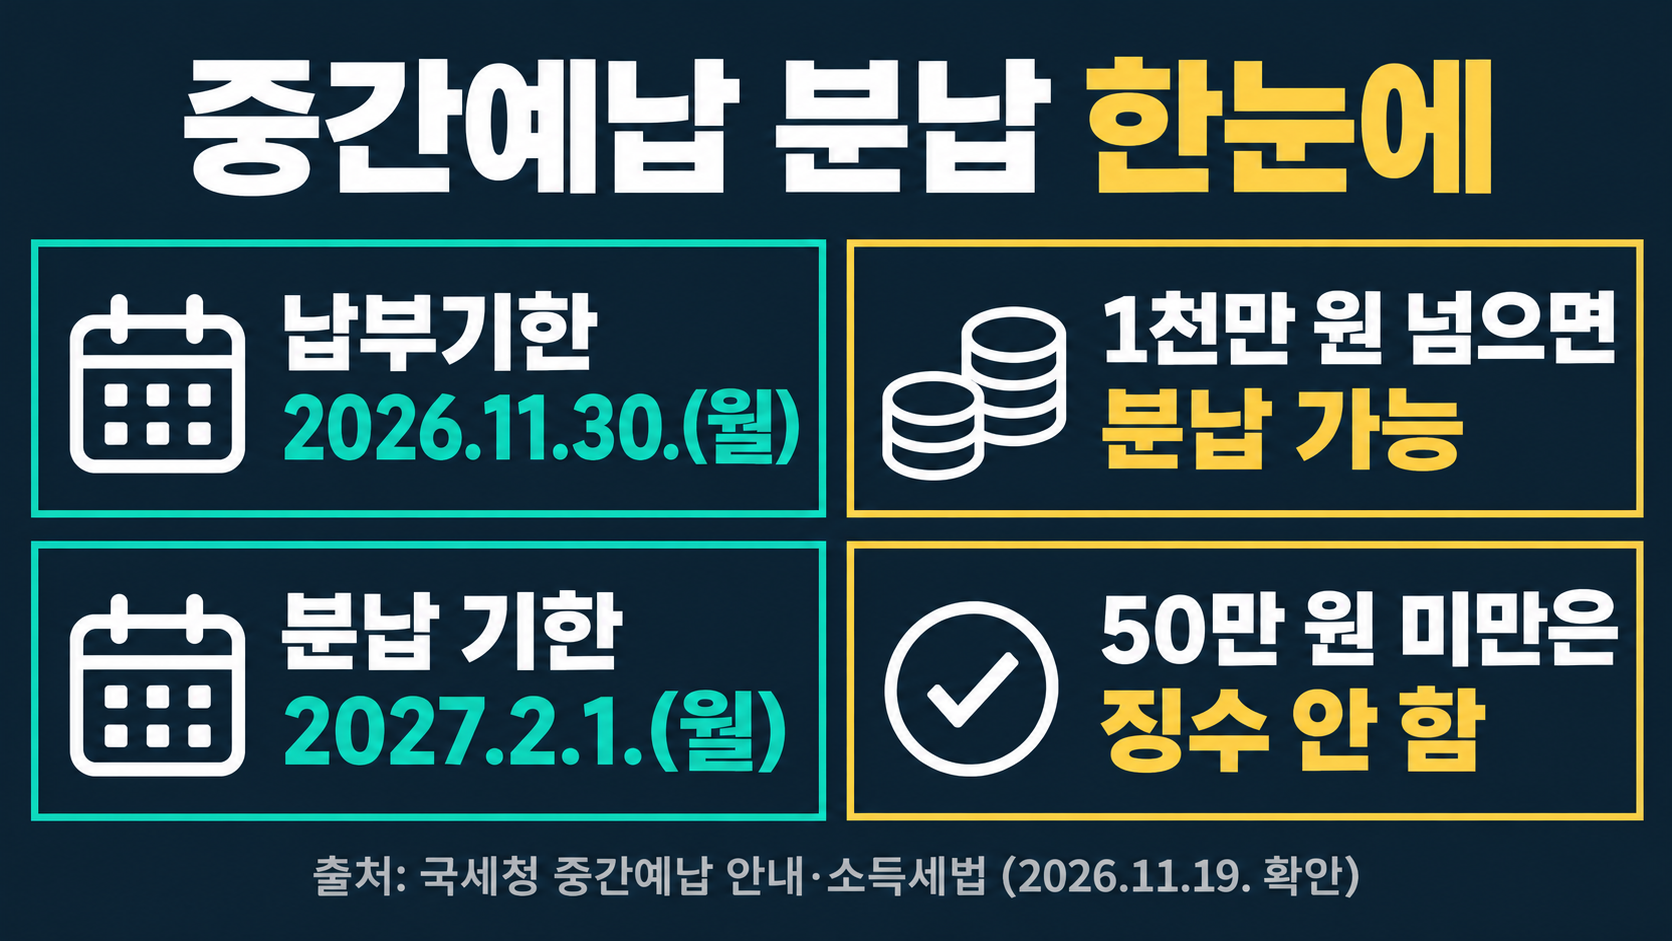 중간예납 분납 한눈에
납부기한
2026.11.30.(월)
1천만 원 넘으면
분납 가능
분납 기한
2027.2.1.(월)
50만 원 미만은
징수 안 함
출처: 국세청 중간예납 안내·소득세법 (2026.11.19. 확인)